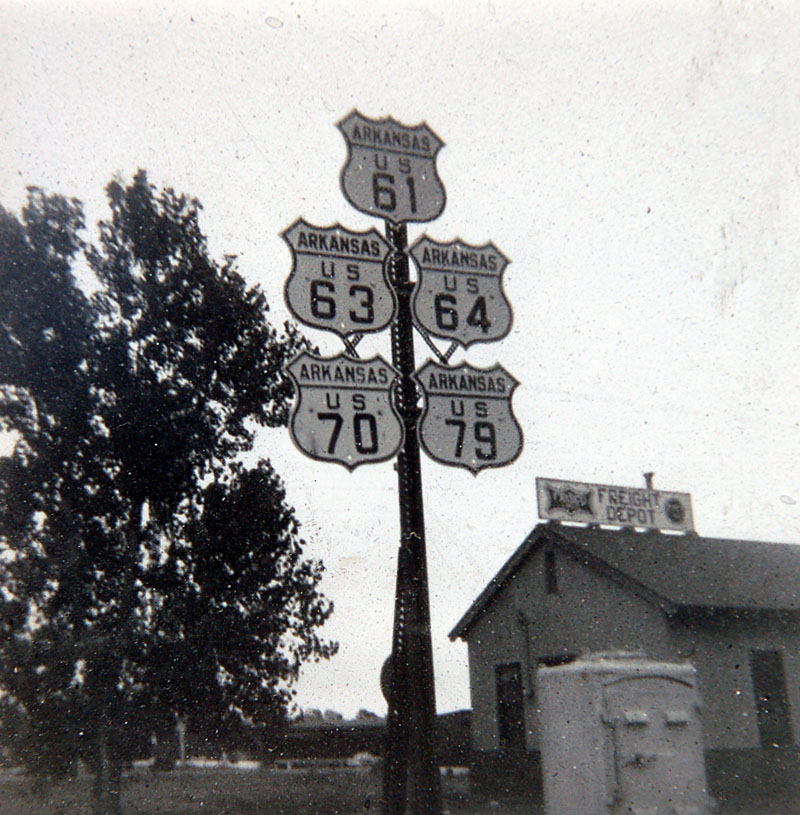 ARKANSAS
US
61
ARKANSAS
US
63
ARKANSAS
US
64
ARKANSAS
US
70
ARKANSAS
US
79
FREIGHT
DEPOT